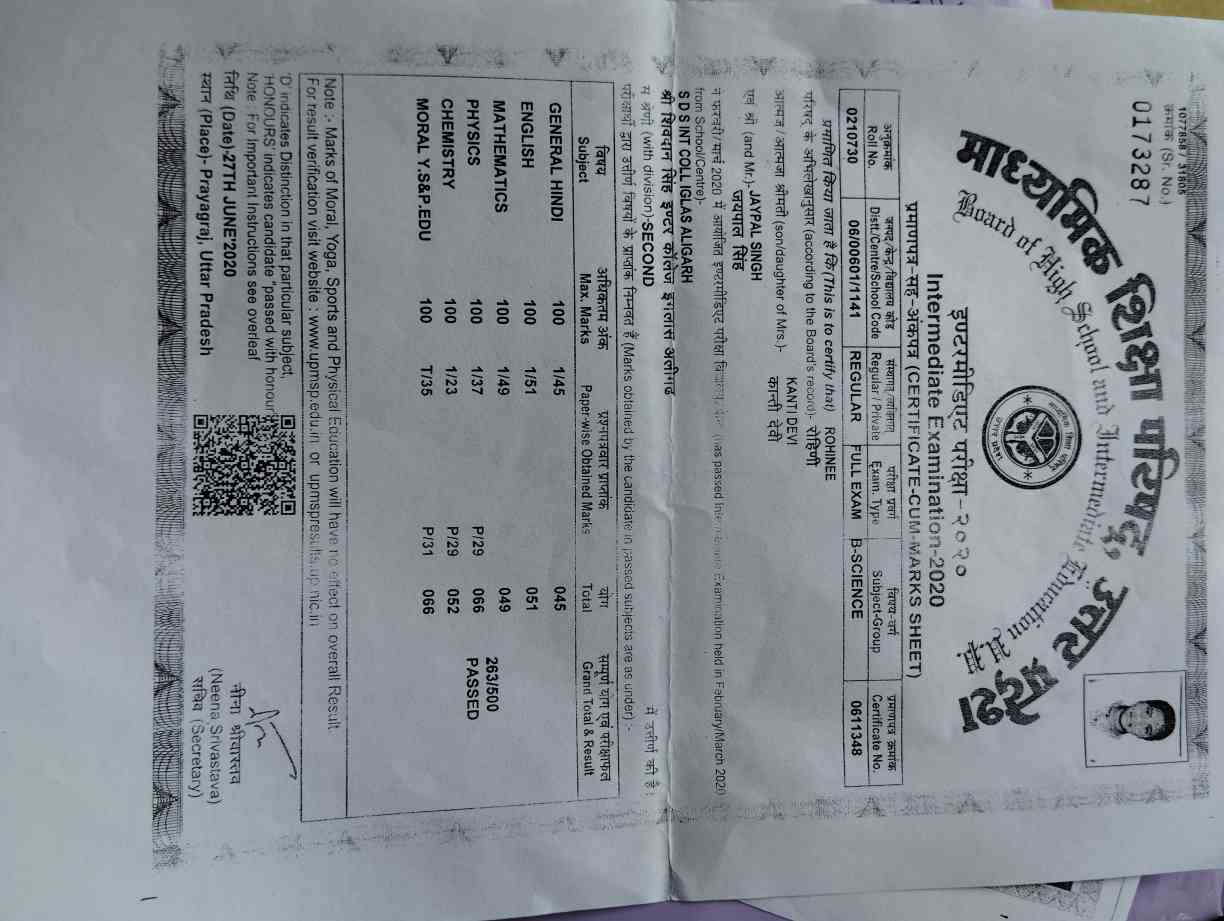 1077858 / 31606
क्रमांक (Sr. No.)
0173287
माध्यमिक शिक्षा परिषद्, उत्तर प्रदेश
Board of High School and Intermediate Education U.P.
इण्टरमीडिएट परीक्षा-२०२०
Intermediate Examination-2020
प्रमाणपत्र-सह-अंकपत्र (CERTIFICATE-CUM-MARKS SHEET)
अनुक्रमांक जनपद/केन्द्र/विद्यालय कोड संस्थागत/व्यक्तिगत परीक्षा प्रवर्ग विषय-वर्ग प्रमाणपत्र क्रमांक
Roll No. Distt./Centre/School Code Regular / Private Exam. Type Subject-Group Certificate No.
0210730 06/00601/1141 REGULAR FULL EXAM B-SCIENCE 0611348
प्रमाणित किया जाता है कि (This is to certify that) ROHINEE
परिषद के अभिलेखानुसार (according to the Board's record)- रोहिणी
आत्मज/आत्मजा श्रीमती (son/daughter of Mrs.)- KANTI DEVI
कान्ती देवी
एवं श्री (and Mr.)- JAYPAL SINGH
जयपाल सिंह
ने फरवरी/मार्च 2020 में आयोजित इण्टरमीडिएट परीक्षा (has passed Intermediate Examination held in February/March 2020
from School/Centre)-
S D S INT COLL IGLAS ALIGARH
श्री शिवदान सिंह इण्टर कॉलेज इगलास अलीगढ
स श्रेणी (with division)-SECOND में उत्तीर्ण की है।
परीक्षार्थी द्वारा उत्तीर्ण विषयों के प्राप्तांक निम्नवत हैं (Marks obtained by the candidate in passed subjects are as under) :-
विषय अधिकतम अंक प्रश्नपत्रवार प्राप्तांक योग सम्पूर्ण योग एवं परीक्षाफल
Subject Max. Marks Paper-wise Obtained Marks Total Grand Total & Result
GENERAL HINDI 100 1/45 045
ENGLISH 100 1/51 051
MATHEMATICS 100 1/49 049 263/500
PHYSICS 100 1/37 P/29 066 PASSED
CHEMISTRY 100 1/23 P/29 052
MORAL Y.S&P.EDU 100 T/35 P/31 066
Note :- Marks of Moral, Yoga, Sports and Physical Education will have no effect on overall Result.
For result verification visit website : www.upmsp.edu.in or upmspresults.up.nic.in
'D' indicates Distinction in that particular subject,
'HONOURS' indicates candidate "passed with honour
Note : For Important Instructions see overleaf
तिथि (Date)-27TH JUNE'2020
स्थान (Place)- Prayagraj, Uttar Pradesh
नीना श्रीवास्तव
(Neena Srivastava)
सचिव (Secretary)